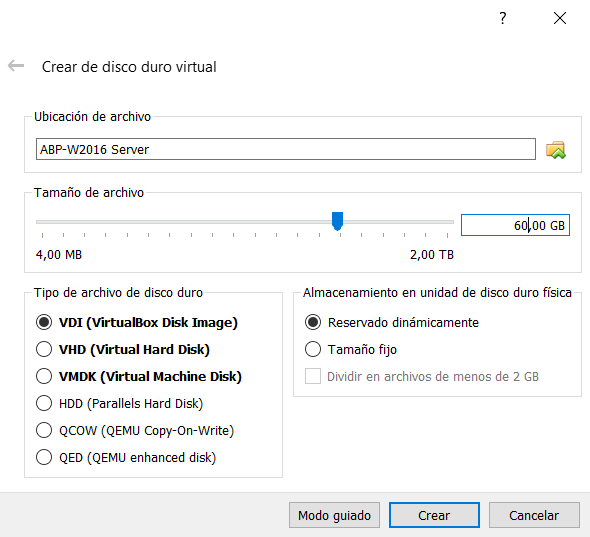 ?
Crear de disco duro virtual
Ubicación de archivo
ABP-W2016 Server
Tamaño de archivo
60,00 GB
4,00 MB 2,00 TB
Tipo de archivo de disco duro
VDI (VirtualBox Disk Image)
VHD (Virtual Hard Disk)
VMDK (Virtual Machine Disk)
HDD (Parallels Hard Disk)
QCOW (QEMU Copy-On-Write)
QED (QEMU enhanced disk)
Almacenamiento en unidad de disco duro física
Reservado dinámicamente
Tamaño fijo
Dividir en archivos de menos de 2 GB
Modo guiado Crear Cancelar